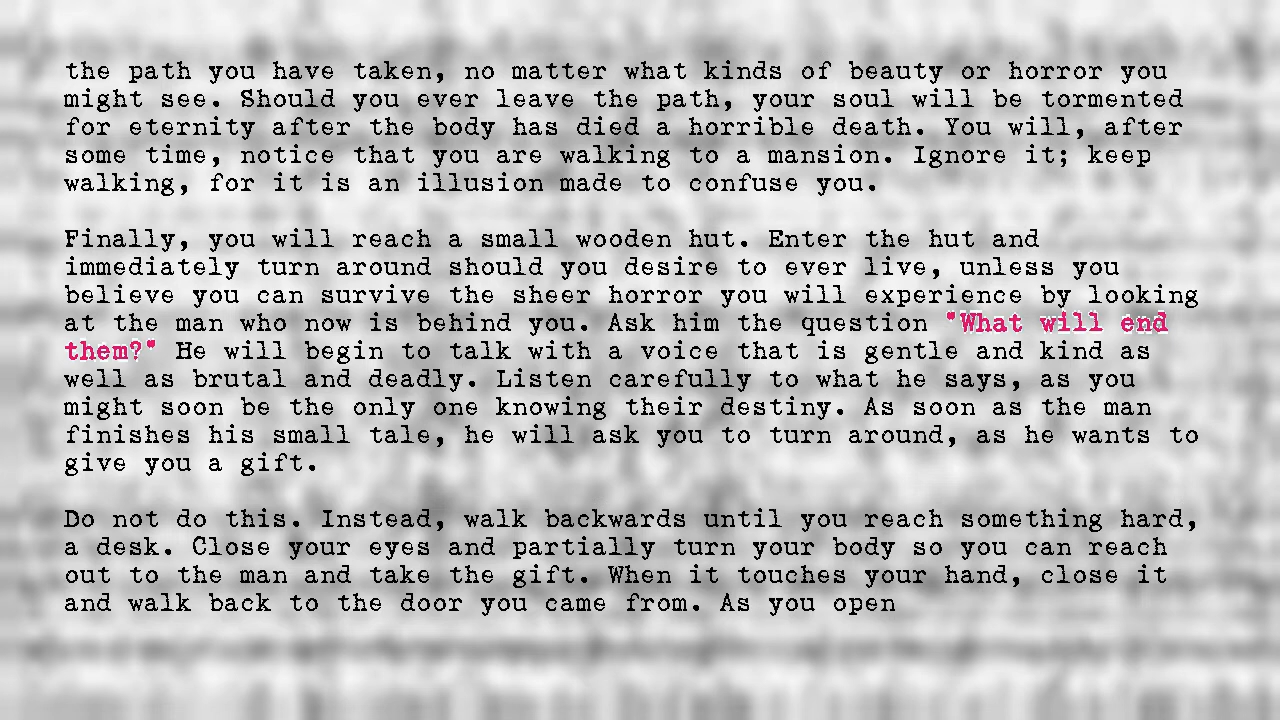 the path you have taken, no matter what kinds of beauty or horror you
might see. Should you ever leave the path, your soul will be tormented
for eternity after the body has died a horrible death. You will, after
some time, notice that you are walking to a mansion. Ignore it; keep
walking, for it is an illusion made to confuse you.
Finally, you will reach a small wooden hut. Enter the hut and
immediately turn around should you desire to ever live, unless you
believe you can survive the sheer horror you will experience by looking
at the man who now is behind you. Ask him the question "What will end
them?" He will begin to talk with a voice that is gentle and kind as
well as brutal and deadly. Listen carefully to what he says, as you
might soon be the only one knowing their destiny. As soon as the man
finishes his small tale, he will ask you to turn around, as he wants to
give you a gift.
Do not do this. Instead, walk backwards until you reach something hard,
a desk. Close your eyes and partially turn your body so you can reach
out to the man and take the gift. When it touches your hand, close it
and walk back to the door you came from. As you open